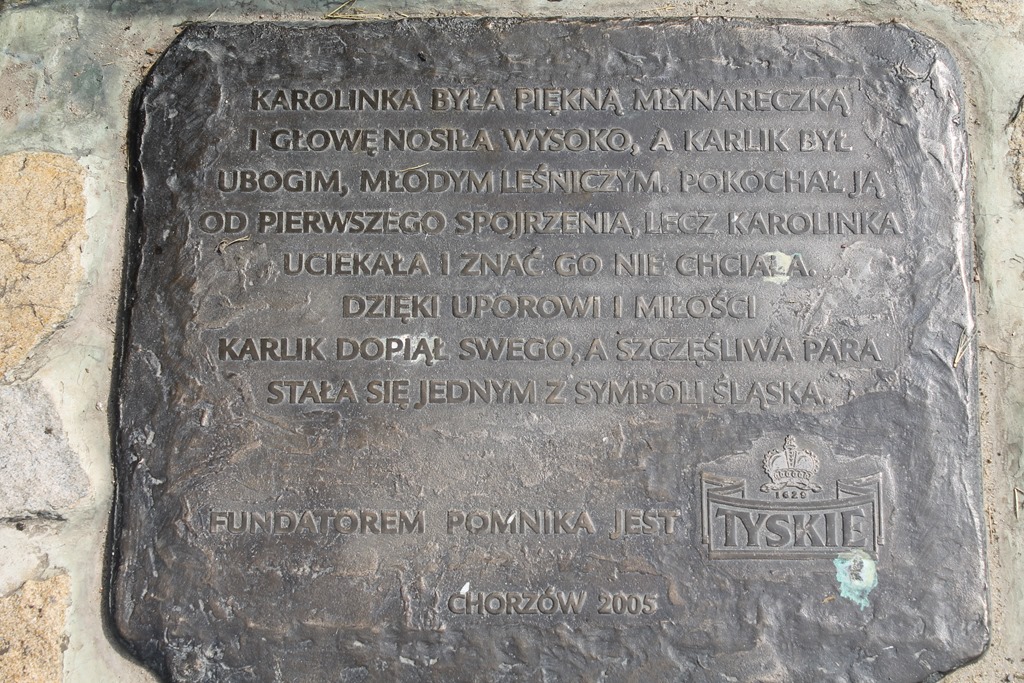 KAROLINKA BYŁA PIĘKNĄ MŁYNARECZKĄ
I GŁOWĘ NOSIŁA WYSOKO, A KARLIK BYŁ
UBOGIM, MŁODYM LEŚNICZYM. POKOCHAŁ JĄ
OD PIERWSZEGO SPOJRZENIA, LECZ KAROLINKA
UCIEKAŁA I ZNAĆ GO NIE CHCIAŁA.
DZIĘKI UPOROWI I MIŁOŚCI
KARLIK DOPIĄŁ SWEGO, A SZCZĘŚLIWA PARA
STAŁA SIĘ JEDNYM Z SYMBOLI ŚLĄSKA.
1629
FUNDATOREM POMNIKA JEST TYSKIE
CHORZÓW 2005